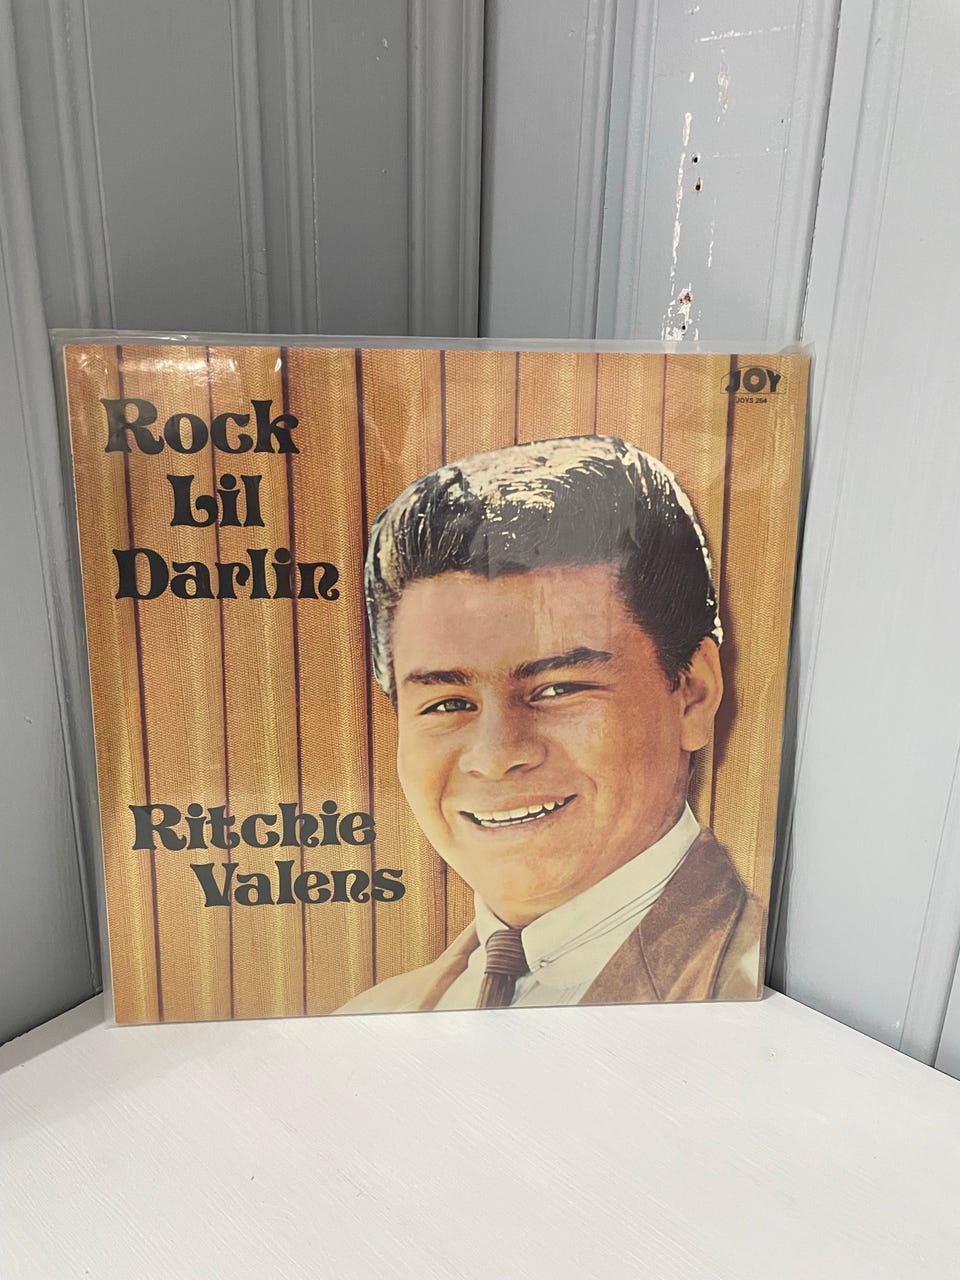 JOY
JOYS 254
Rock
Lil
Darlin
Ritchie
Valens